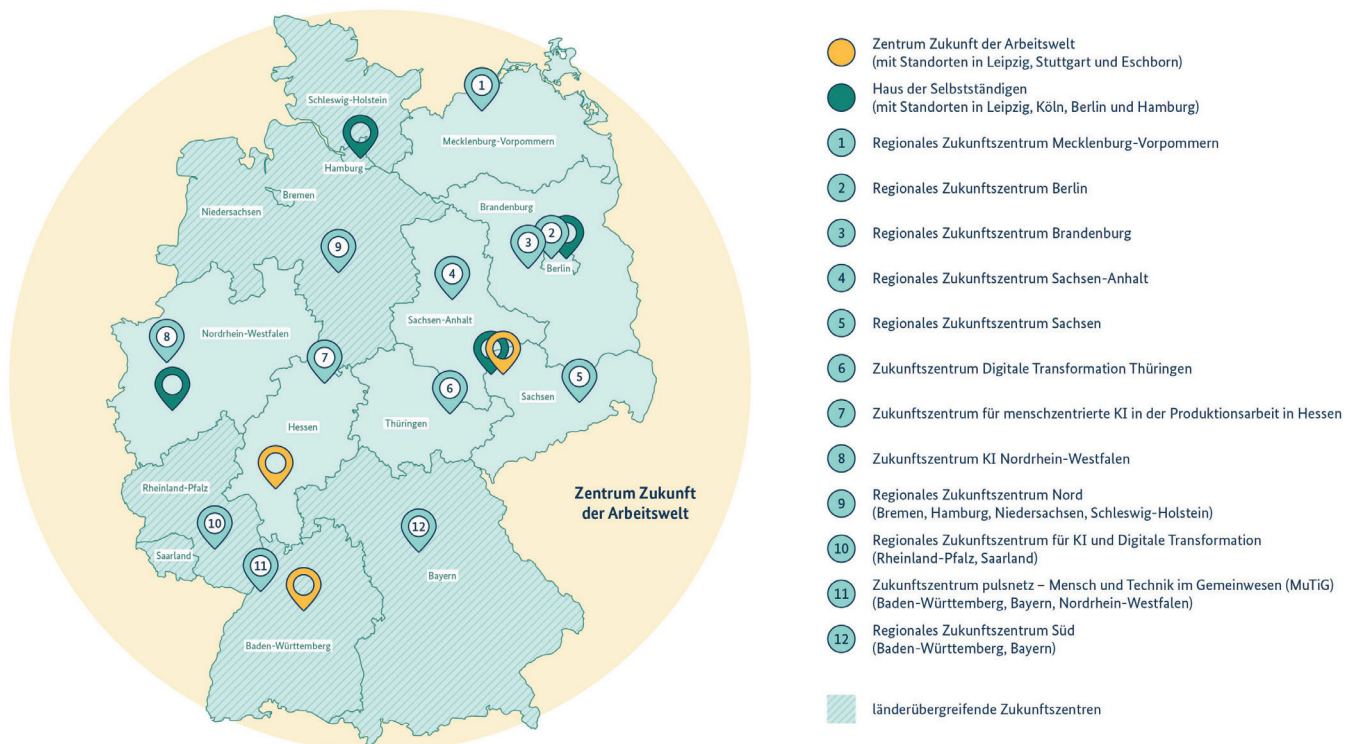 Schleswig-Holstein
1
Mecklenburg-Vorpommern
Hamburg
Bremen
Niedersachsen
Brandenburg
9
3
2
Berlin
4
Sachsen-Anhalt
8
Nordrhein-Westfalen
7
6
5
Sachsen
Hessen
Thüringen
Rheinland-Pfalz
Zentrum Zukunft
der Arbeitswelt
10
12
Saarland
11
Bayern
Baden-Württemberg
Zentrum Zukunft der Arbeitswelt
(mit Standorten in Leipzig, Stuttgart und Eschborn)
Haus der Selbstständigen
(mit Standorten in Leipzig, Köln, Berlin und Hamburg)
1 Regionales Zukunftszentrum Mecklenburg-Vorpommern
2 Regionales Zukunftszentrum Berlin
3 Regionales Zukunftszentrum Brandenburg
4 Regionales Zukunftszentrum Sachsen-Anhalt
5 Regionales Zukunftszentrum Sachsen
6 Zukunftszentrum Digitale Transformation Thüringen
7 Zukunftszentrum für menschzentrierte KI in der Produktionsarbeit in Hessen
8 Zukunftszentrum KI Nordrhein-Westfalen
9 Regionales Zukunftszentrum Nord
(Bremen, Hamburg, Niedersachsen, Schleswig-Holstein)
10 Regionales Zukunftszentrum für KI und Digitale Transformation
(Rheinland-Pfalz, Saarland)
11 Zukunftszentrum pulsnetz – Mensch und Technik im Gemeinwesen (MuTiG)
(Baden-Württemberg, Bayern, Nordrhein-Westfalen)
12 Regionales Zukunftszentrum Süd
(Baden-Württemberg, Bayern)
länderübergreifende Zukunftszentren